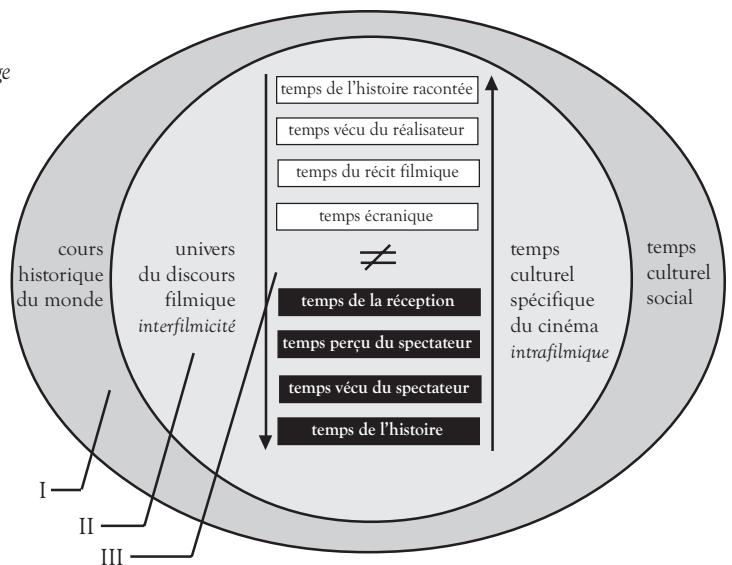 temps de l'histoire racontée
temps vécu du réalisateur
temps du récit filmique
temps écranique
≠
temps de la réception
temps perçu du spectateur
temps vécu du spectateur
temps de l'histoire
cours
historique
du monde
univers
du discours
filmique
interfilmicité
temps
culturel
spécifique
du cinéma
intrafilmique
temps
culturel
social
I
II
III